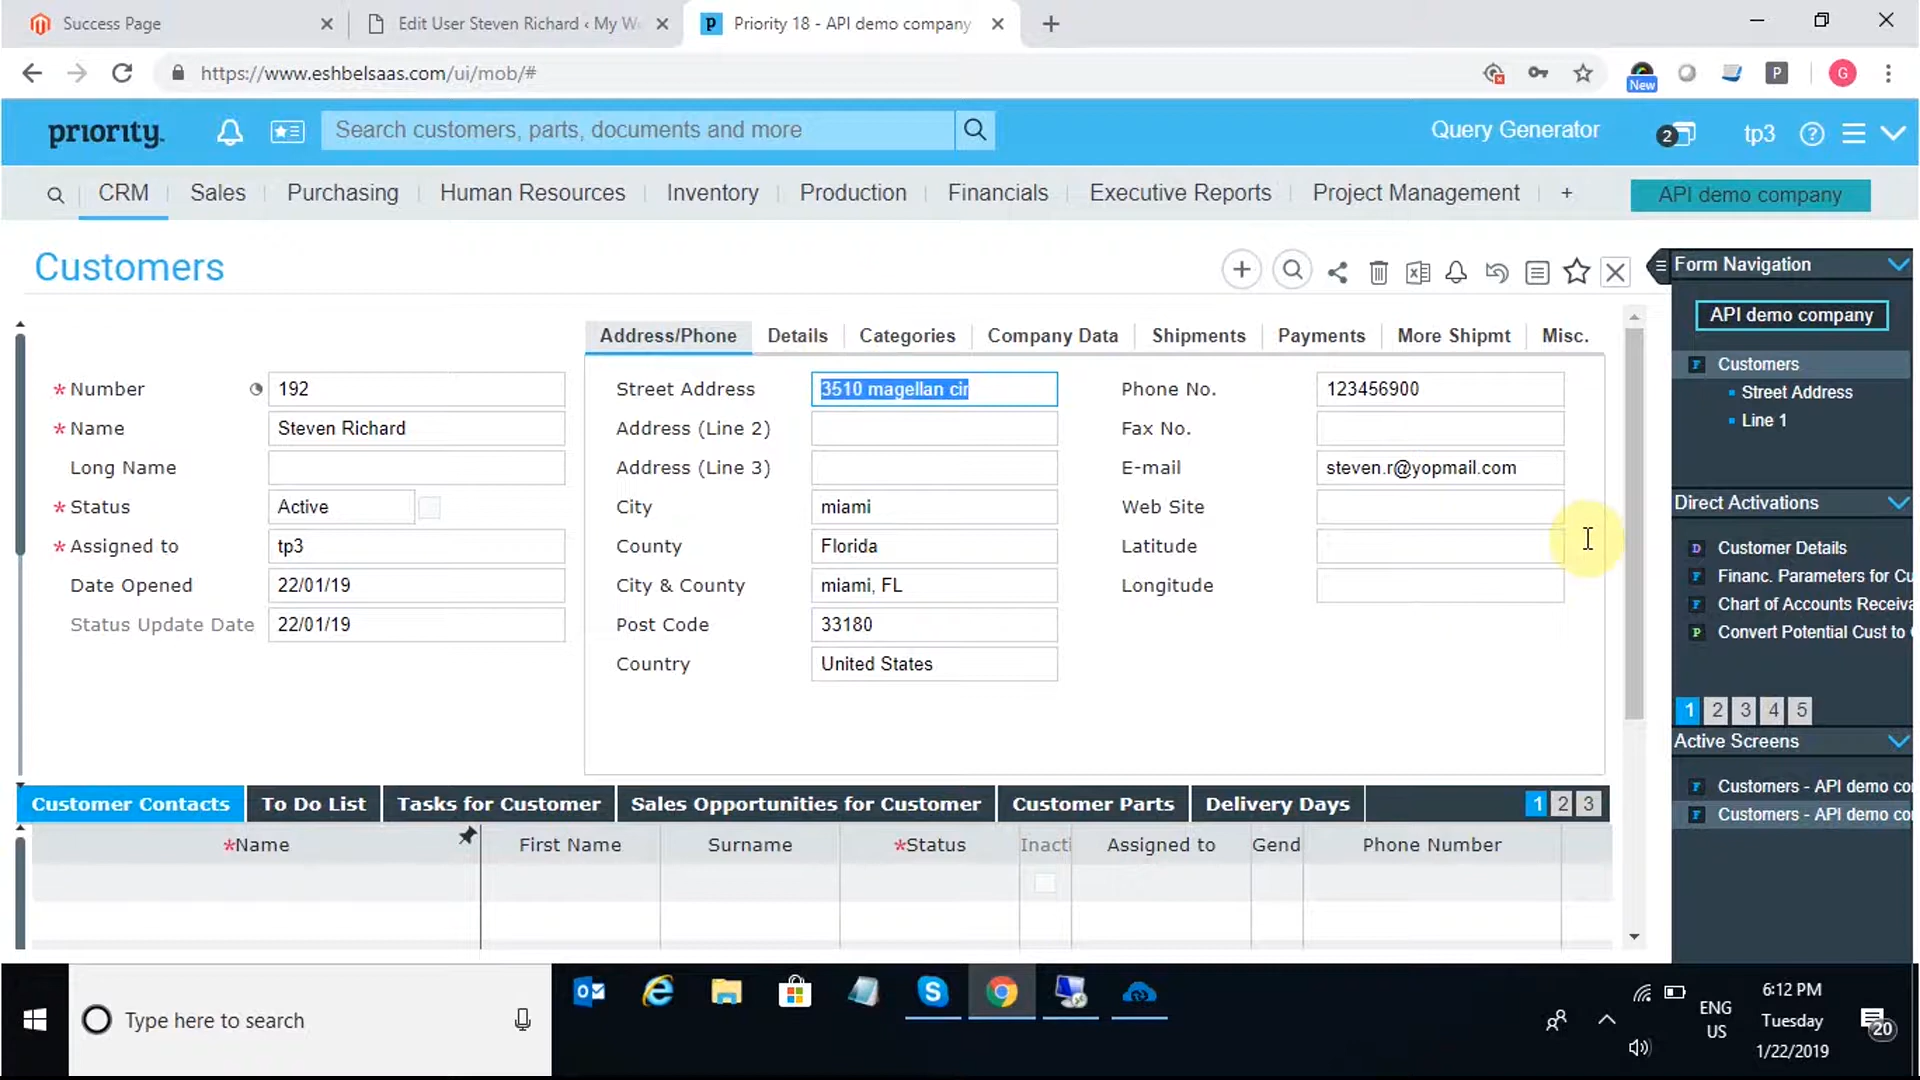 Success Page
Edit User Steven Richard ‹ My W
Priority 18 - API demo company
https://www.eshbelsaas.com/ui/mob/#
New
P
G
priority.
Search customers, parts, documents and more
Query Generator
2
tp3
CRM
Sales
Purchasing
Human Resources
Inventory
Production
Financials
Executive Reports
Project Management
+
API demo company
Customers
Form Navigation
API demo company
Customers
Street Address
Line 1
Address/Phone
Details
Categories
Company Data
Shipments
Payments
More Shipmt
Misc.
* Number 192
* Name Steven Richard
Long Name
* Status Active
* Assigned to tp3
Date Opened 22/01/19
Status Update Date 22/01/19
Street Address 3510 magellan cir
Address (Line 2)
Address (Line 3)
City miami
County Florida
City & County miami, FL
Post Code 33180
Country United States
Phone No. 123456900
Fax No.
E-mail steven.r@yopmail.com
Web Site
Latitude
Longitude
Direct Activations
D Customer Details
F Financ. Parameters for Cu
F Chart of Accounts Receiva
P Convert Potential Cust to
1 2 3 4 5
Active Screens
F Customers - API demo co
F Customers - API demo co
Customer Contacts
To Do List
Tasks for Customer
Sales Opportunities for Customer
Customer Parts
Delivery Days
1 2 3
*Name
First Name
Surname
*Status
Inacti
Assigned to
Gend
Phone Number
Type here to search
ENG
US
6:12 PM
Tuesday
1/22/2019
20